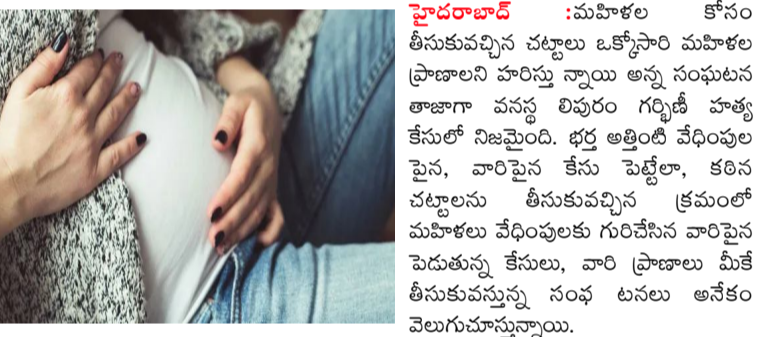 హైదరాబాద్ :మహిళల కోసం
తీసుకువచ్చిన చట్టాలు ఒక్కోసారి మహిళల
ప్రాణాలని హరిస్తు న్నాయి అన్న సంఘటన
తాజాగా వనస్థ లిపురం గర్భిణీ హత్య
కేసులో నిజమైంది. భర్త అత్తింటి వేధింపుల
పైన, వారిపైన కేసు పెట్టేలా, కఠిన
చట్టాలను తీసుకువచ్చిన క్రమంలో
మహిళలు వేధింపులకు గురిచేసిన వారిపైన
పెడుతున్న కేసులు, వారి ప్రాణాలు మీకే
తీసుకువస్తున్న సంఘ టనలు అనేకం
వెలుగుచూస్తున్నాయి.